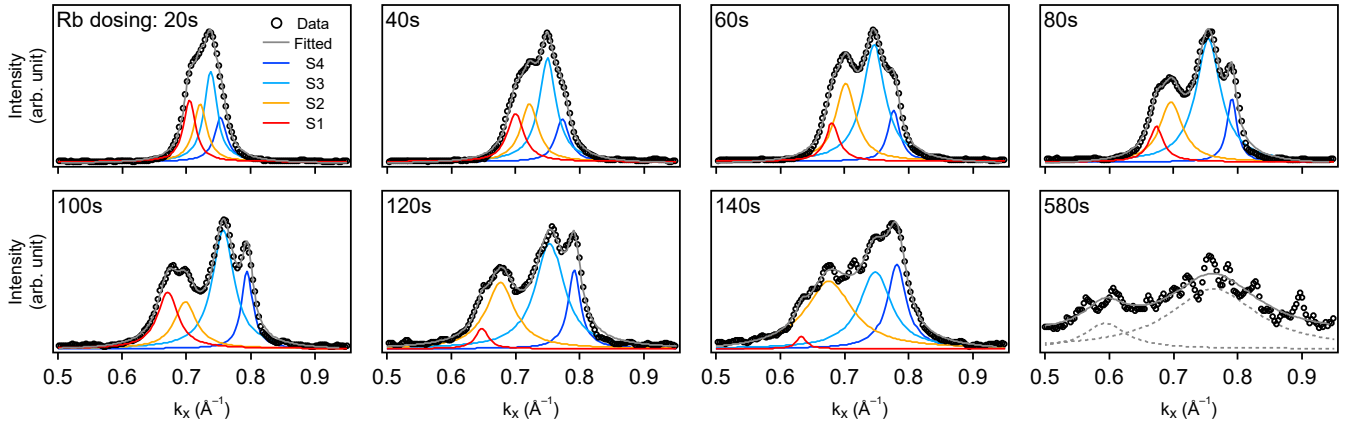 Rb dosing: 20s
Data
Fitted
S4
S3
S2
S1
40s
60s
80s
Intensity
(arb. unit)
100s
120s
140s
580s
Intensity
(arb. unit)
0.5 0.6 0.7 0.8 0.9
0.5 0.6 0.7 0.8 0.9
0.5 0.6 0.7 0.8 0.9
0.5 0.6 0.7 0.8 0.9
kx (Å⁻¹)
kx (Å⁻¹)
kx (Å⁻¹)
kx (Å⁻¹)